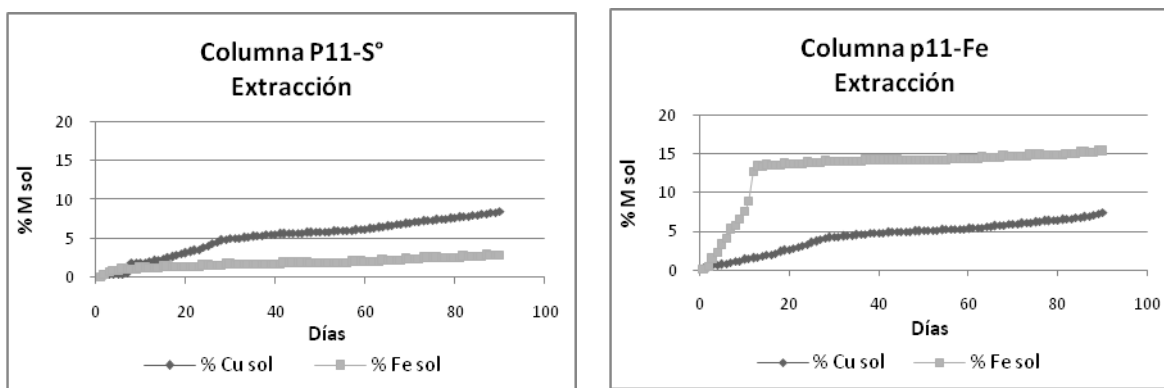 Columna P11-S°
Extracción
20
15
10
5
0
% M sol
0 20 40 60 80 100
Días
% Cu sol % Fe sol
Columna p11-Fe
Extracción
20
15
10
5
0
% M sol
0 20 40 60 80 100
Días
% Cu sol % Fe sol